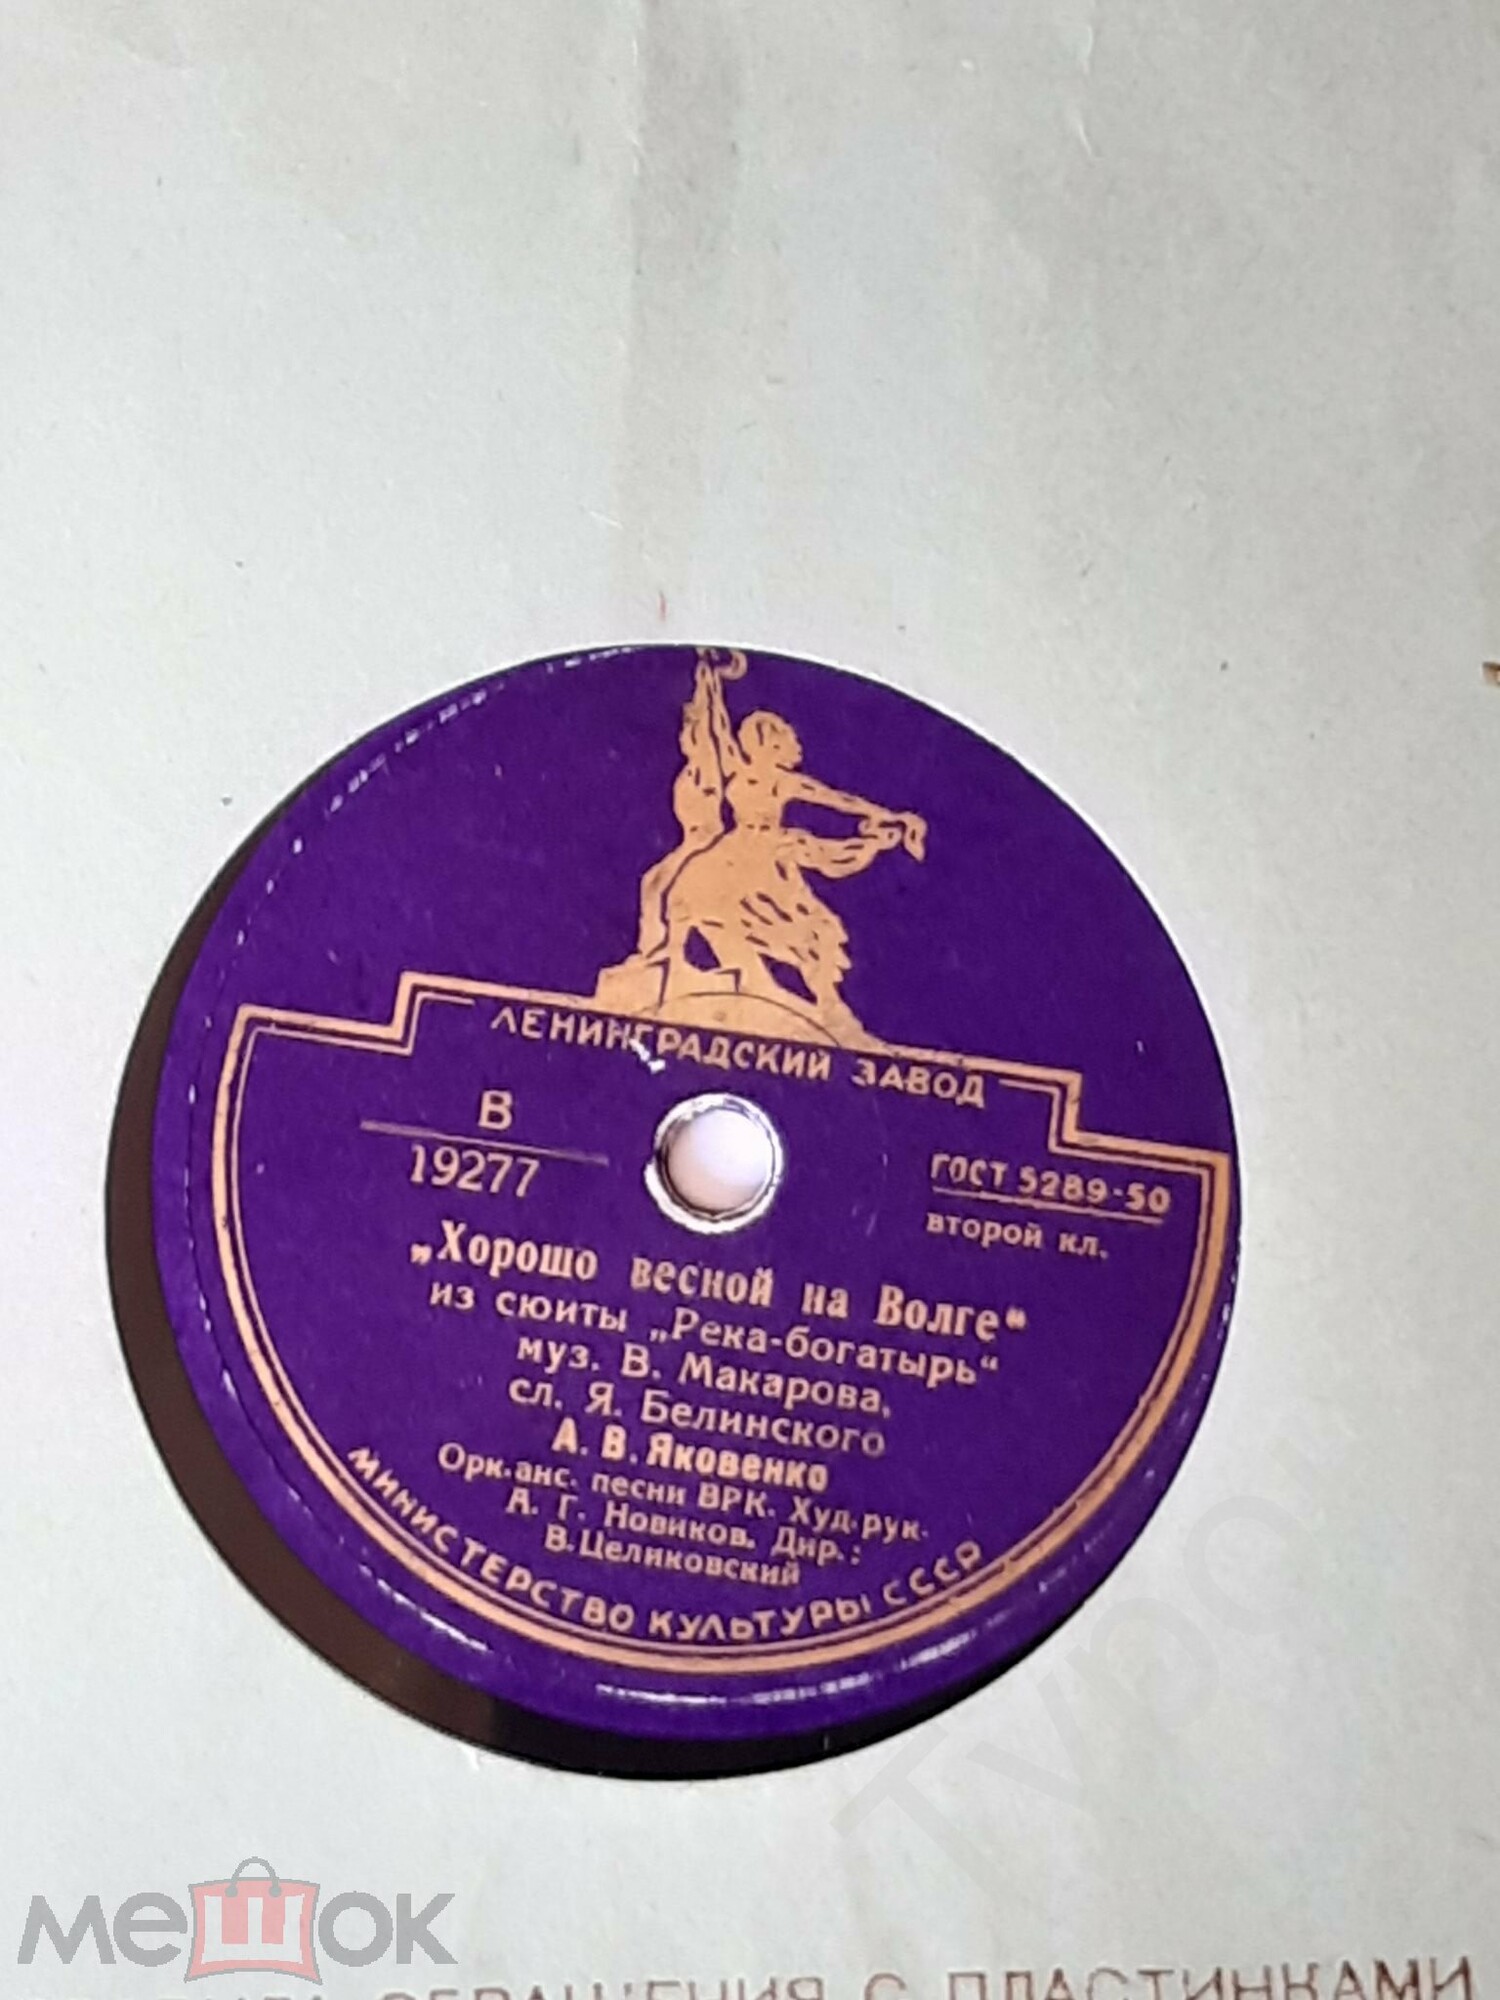 ЛЕНИНГРАДСКИЙ ЗАВОД
В
19277
ГОСТ 5289-50
второй кл.
„Хорошо весной на Волге“
из сюиты „Река-богатырь“
муз. В. Макарова,
сл. Я. Белинского
А. В. Яковенко
Орк. анс. песни ВРК. Худ. рук.
А. Г. Новиков. Дир.:
В. Целиковский
МИНИСТЕРСТВО КУЛЬТУРЫ СССР
мешок
ОБРАЩЕНИЯ С ПЛАСТИНКАМИ